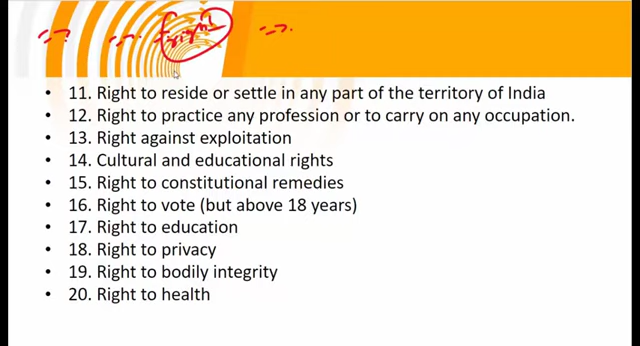 • 11. Right to reside or settle in any part of the territory of India
• 12. Right to practice any profession or to carry on any occupation.
• 13. Right against exploitation
• 14. Cultural and educational rights
• 15. Right to constitutional remedies
• 16. Right to vote (but above 18 years)
• 17. Right to education
• 18. Right to privacy
• 19. Right to bodily integrity
• 20. Right to health